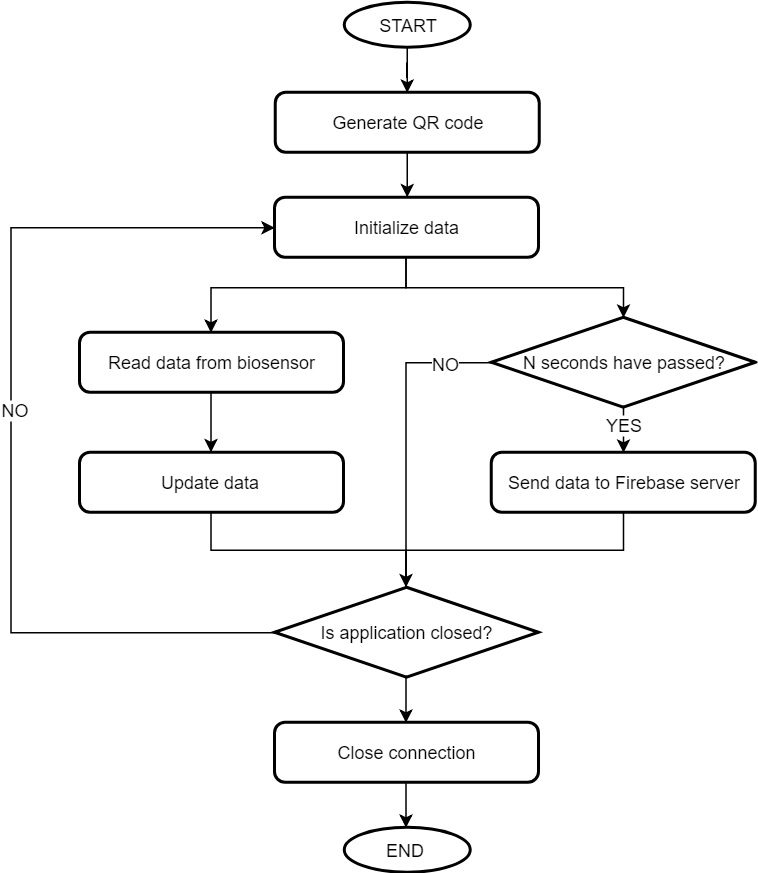 START
Generate QR code
Initialize data
Read data from biosensor
NO
N seconds have passed?
NO
YES
Update data
Send data to Firebase server
Is application closed?
Close connection
END